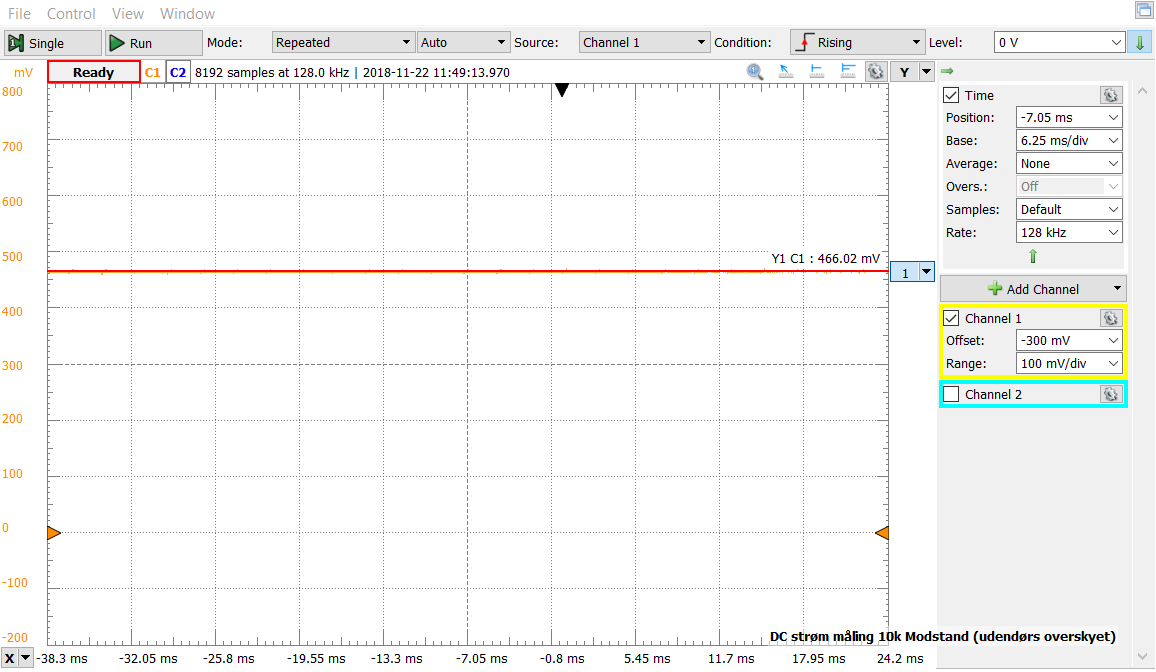 File Control View Window
Single Run Mode: Repeated Auto Source: Channel 1 Condition: Rising Level: 0 V
mV Ready C1 C2 8192 samples at 128.0 kHz | 2018-11-22 11:49:13.970 Y
800
700
600
500
400
300
200
100
0
-100
-200
Y1 C1 : 466.02 mV
1
DC strøm måling 10k Modstand (udendørs overskyet)
X -38.3 ms -32.05 ms -25.8 ms -19.55 ms -13.3 ms -7.05 ms -0.8 ms 5.45 ms 11.7 ms 17.95 ms 24.2 ms
Time
Position: -7.05 ms
Base: 6.25 ms/div
Average: None
Overs.: Off
Samples: Default
Rate: 128 kHz
Add Channel
Channel 1
Offset: -300 mV
Range: 100 mV/div
Channel 2